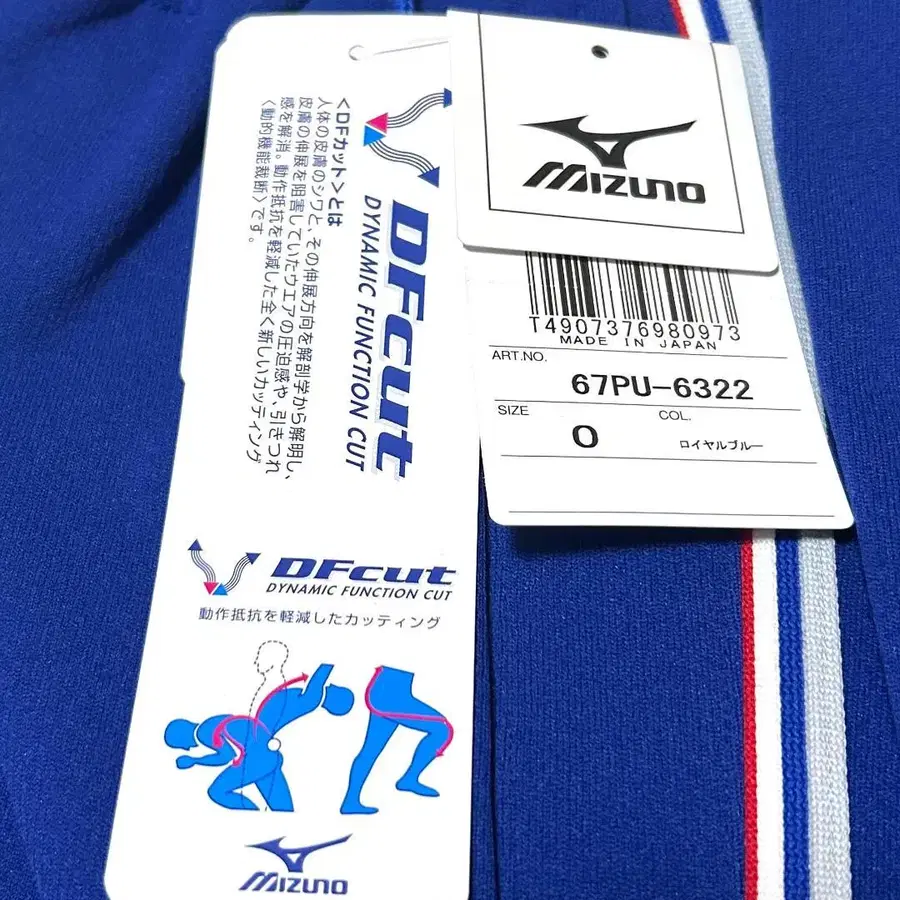 <DFカット>とは
人体の皮膚のシワと、その伸展方向を解剖学から解明し、
皮膚の伸展を阻害していたウエアの圧迫感や、引きつれ
感を解消。動作抵抗を軽減した全く新しいカッティング
〈動的機能裁断〉です。
DFcut
DYNAMIC FUNCTION CUT
DFcut
DYNAMIC FUNCTION CUT
動作抵抗を軽減したカッティング
MIZUNO
MIZUNO
T4907376980973
MADE IN JAPAN
ART.NO.
67PU-6322
SIZE
COL.
O
ロイヤルブルー